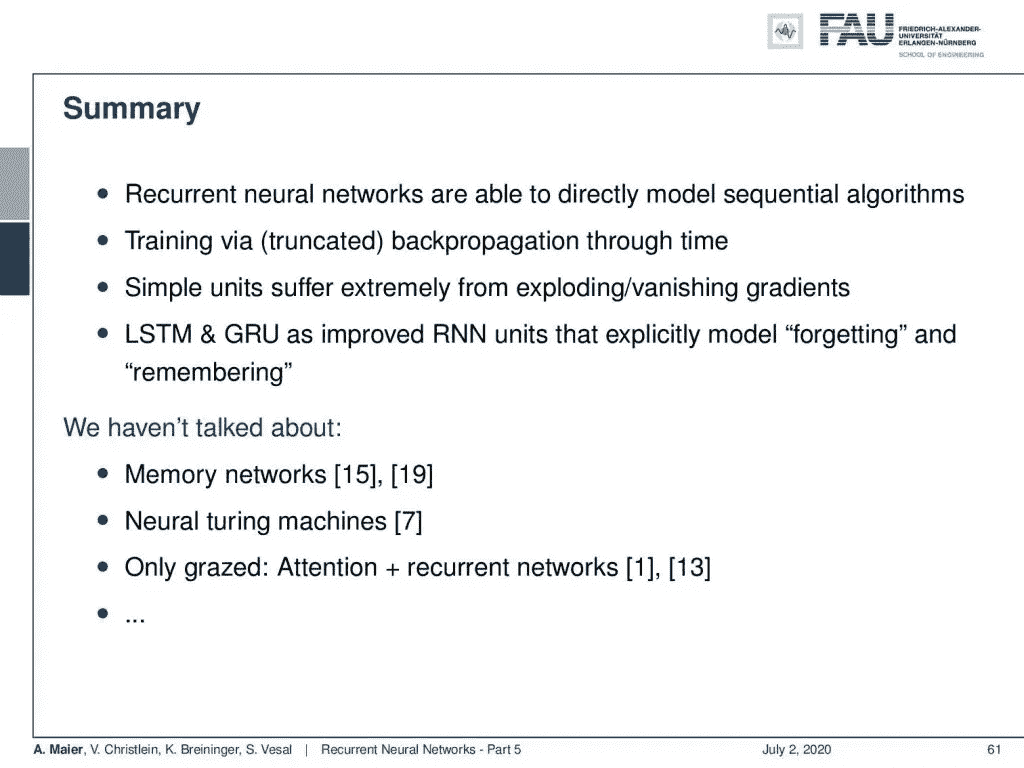 FAU
FRIEDRICH-ALEXANDER-
UNIVERSITÄT
ERLANGEN-NÜRNBERG
SCHOOL OF ENGINEERING
Summary
• Recurrent neural networks are able to directly model sequential algorithms
• Training via (truncated) backpropagation through time
• Simple units suffer extremely from exploding/vanishing gradients
• LSTM & GRU as improved RNN units that explicitly model “forgetting” and
“remembering”
We haven’t talked about:
• Memory networks [15], [19]
• Neural turing machines [7]
• Only grazed: Attention + recurrent networks [1], [13]
• ...
A. Maier, V. Christlein, K. Breininger, S. Vesal | Recurrent Neural Networks - Part 5 July 2, 2020 61